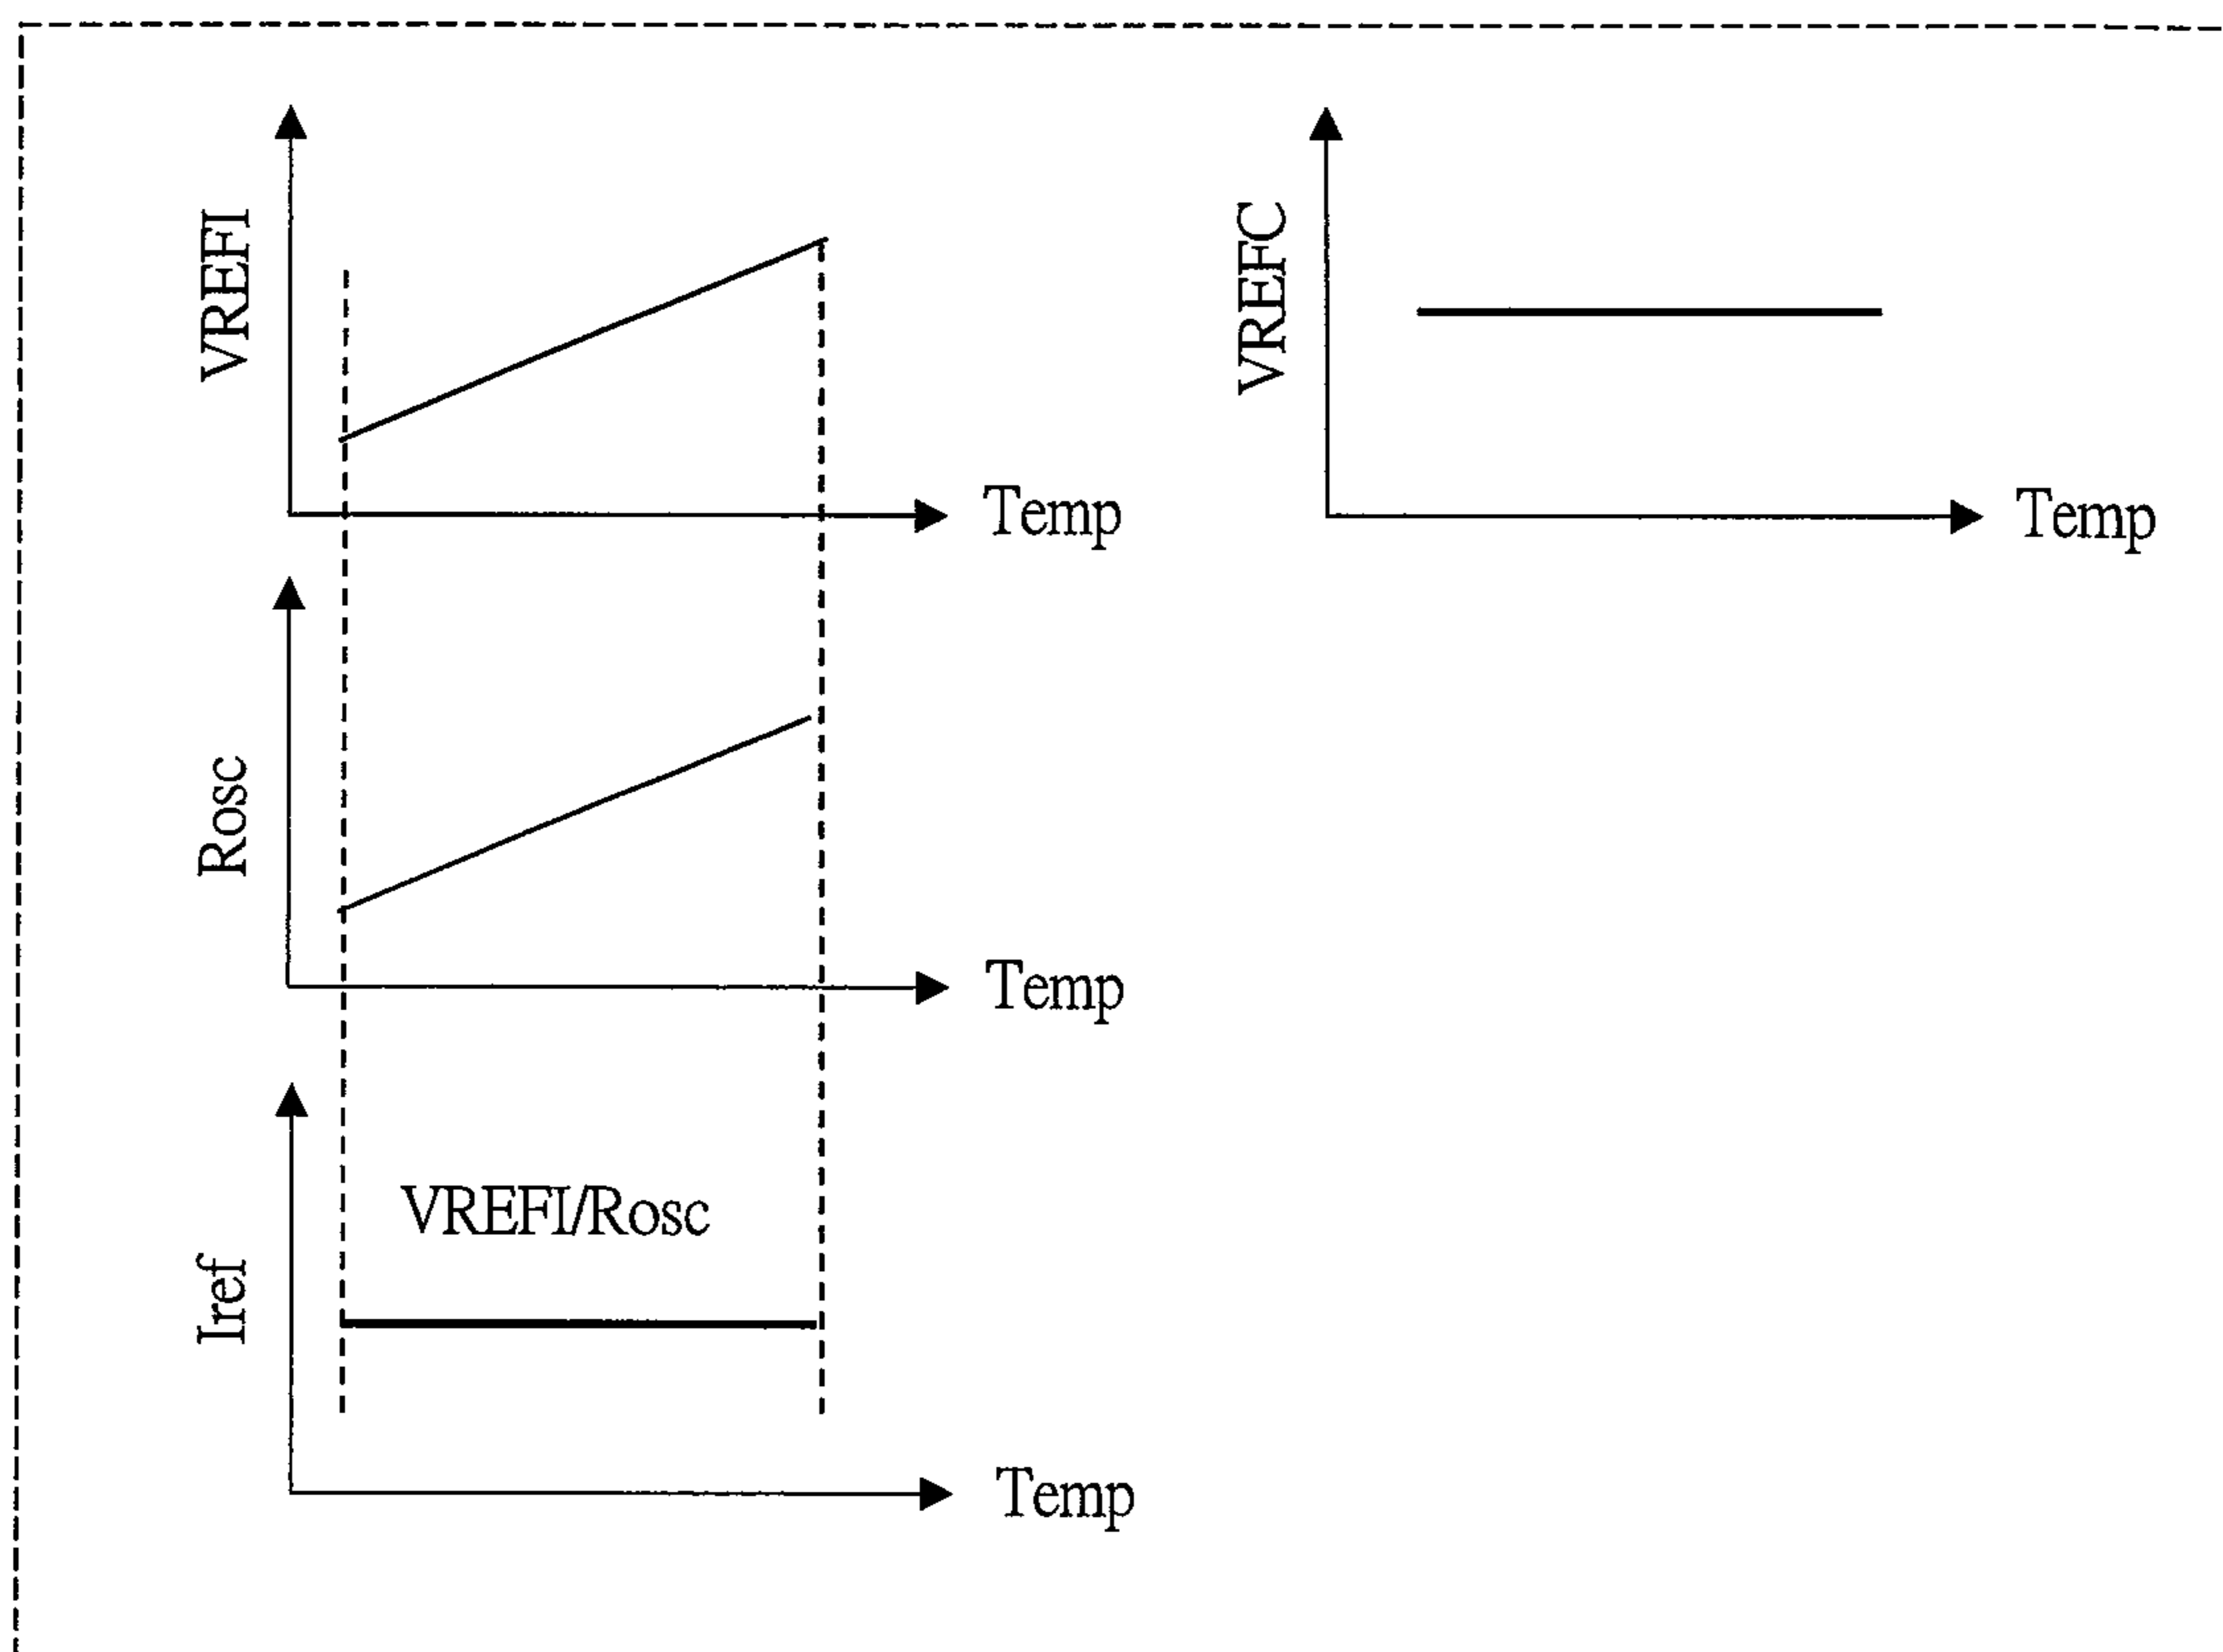 VREFI
Temp
VREFC
Temp
Rosc
Temp
VREFI/Rosc
Iref
Temp